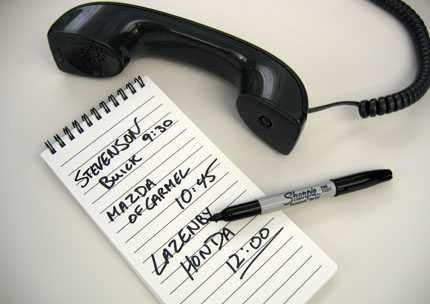 STEVENSON
BUICK 9:30
MAZDA
OF CARMEL
10:45
LAZENBY
HONDA
12:00
Sharpie